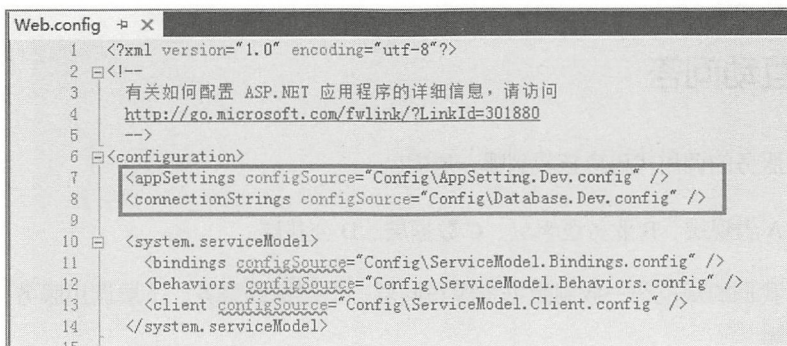 Web.config
1 <?xml version="1.0" encoding="utf-8"?>
2 <!--
3 有关如何配置 ASP.NET 应用程序的详细信息，请访问
4 http://go.microsoft.com/fwlink/?LinkId=301880
5 -->
6 <configuration>
7 <appSettings configSource="Config\AppSetting.Dev.config" />
8 <connectionStrings configSource="Config\Database.Dev.config" />
9
10 <system.serviceModel>
11 <bindings configSource="Config\ServiceModel.Bindings.config" />
12 <behaviors configSource="Config\ServiceModel.Behaviors.config" />
13 <client configSource="Config\ServiceModel.Client.config" />
14 </system.serviceModel>
15